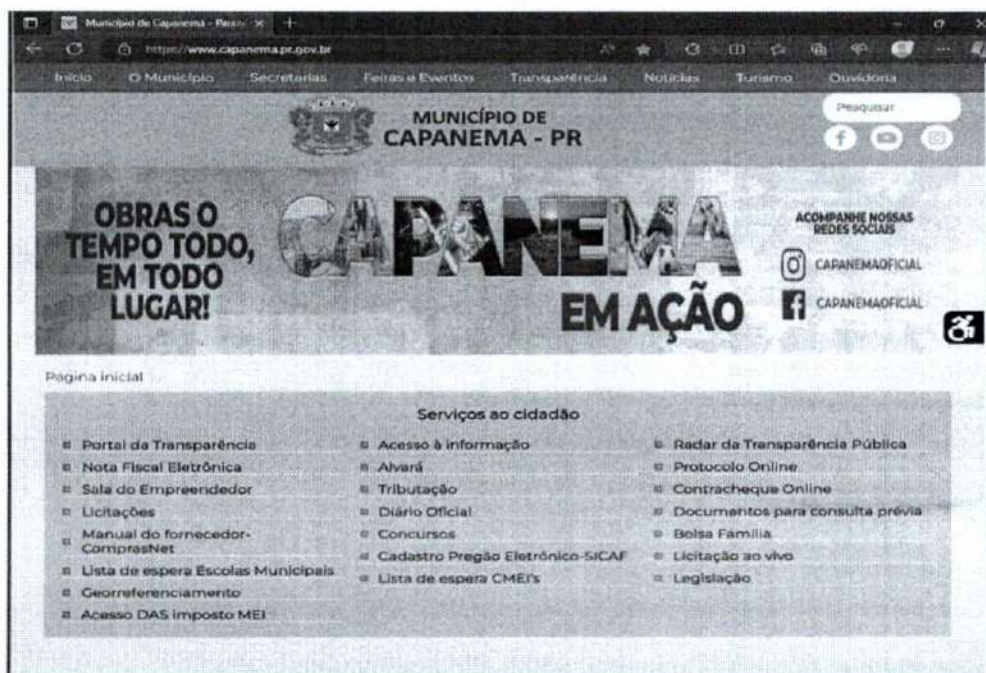 Município de Capanema - Paraná
https://www.capanema.pr.gov.br
Início O Município Secretarias Feiras e Eventos Transparência Notícias Turismo Ouvidoria
MUNICÍPIO DE
CAPANEMA - PR
Pesquisar
OBRAS O
TEMPO TODO,
EM TODO
LUGAR!
CAPANEMA
EM AÇÃO
ACOMPANHE NOSSAS
REDES SOCIAIS
CAPANEMAOFICIAL
CAPANEMAOFICIAL
Página inicial
Serviços ao cidadão
Portal da Transparência
Nota Fiscal Eletrônica
Sala do Empreendedor
Licitações
Manual do fornecedor-
ComprasNet
Lista de espera Escolas Municipais
Georreferenciamento
Acesso DAS imposto MEI
Acesso à informação
Alvará
Tributação
Diário Oficial
Concursos
Cadastro Pregão Eletrônico-SICAF
Lista de espera CMEI's
Radar da Transparência Pública
Protocolo Online
Contracheque Online
Documentos para consulta prévia
Bolsa Família
Licitação ao vivo
Legislação